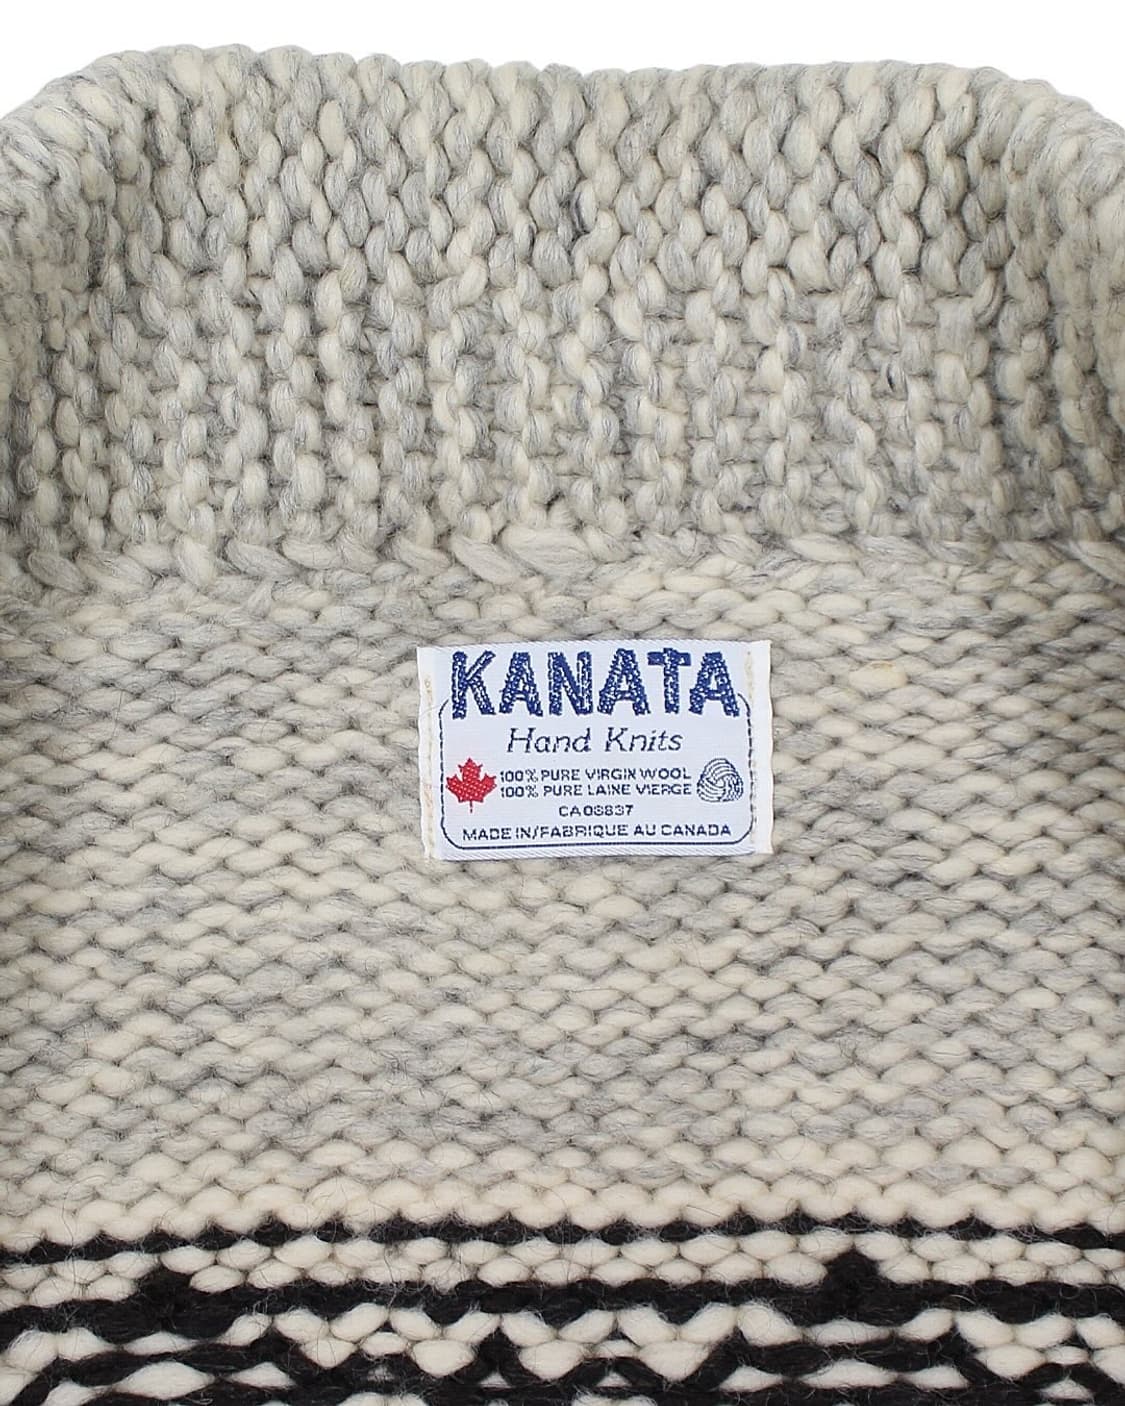 KANATA
Hand Knits
100% PURE VIRGIN WOOL
100% PURE LAINE VIERGE
CA08837
MADE IN/FABRIQUE AU CANADA